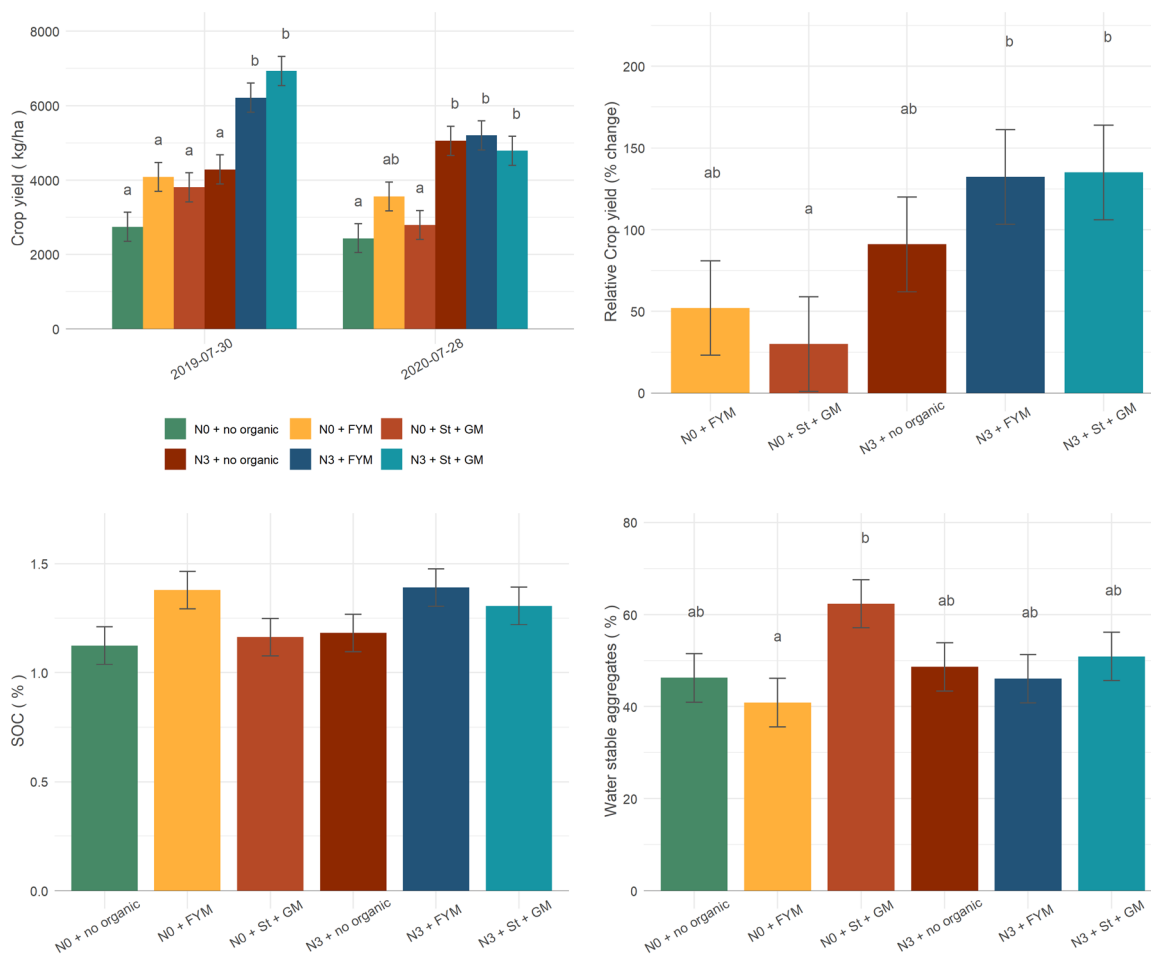 Crop yield ( kg/ha )
8000
6000
4000
2000
0
a
a
a
a
b
b
a
ab
a
b
b
b
2019-07-30
2020-07-28
N0 + no organic
N0 + FYM
N0 + St + GM
N3 + no organic
N3 + FYM
N3 + St + GM
Relative Crop yield (% change)
200
150
100
50
0
ab
a
ab
b
b
N0 + FYM
N0 + St + GM
N3 + no organic
N3 + FYM
N3 + St + GM
SOC ( % )
1.5
1.0
0.5
0.0
N0 + no organic
N0 + FYM
N0 + St + GM
N3 + no organic
N3 + FYM
N3 + St + GM
Water stable aggregates ( % )
80
60
40
20
0
ab
a
b
ab
ab
ab
N0 + no organic
N0 + FYM
N0 + St + GM
N3 + no organic
N3 + FYM
N3 + St + GM